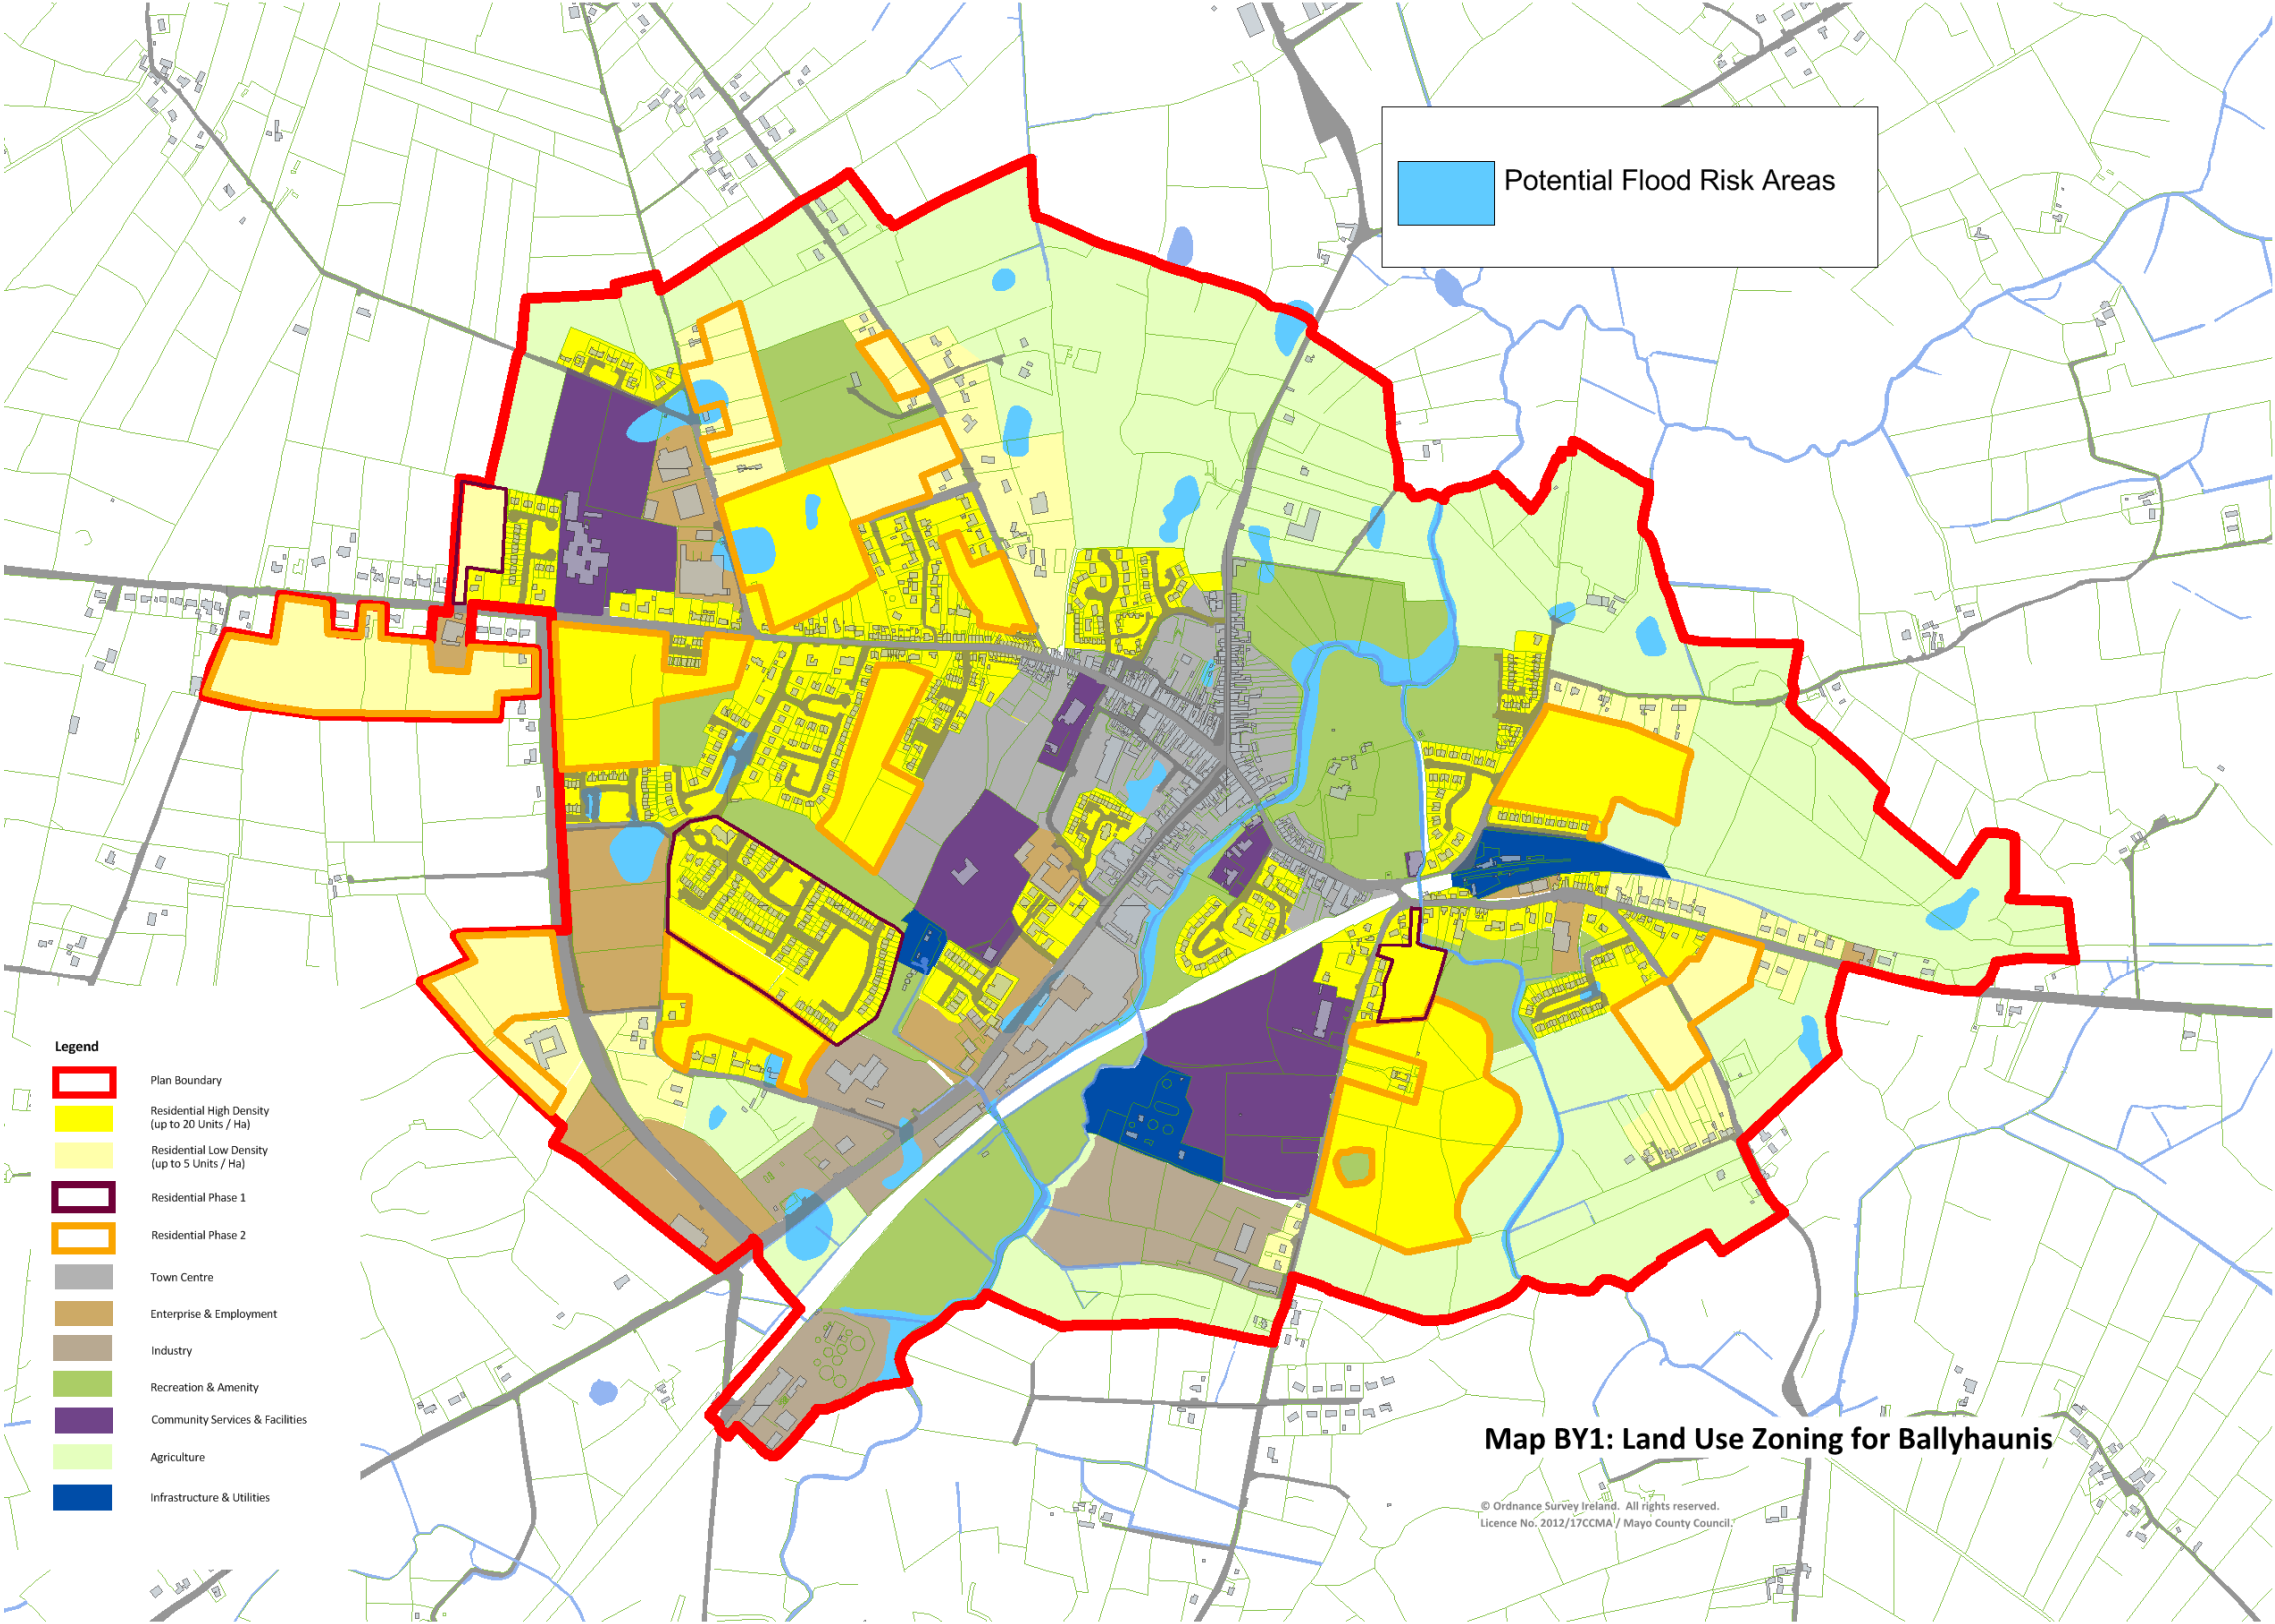 Potential Flood Risk Areas
Legend
Plan Boundary
Residential High Density
(up to 20 Units / Ha)
Residential Low Density
(up to 5 Units / Ha)
Residential Phase 1
Residential Phase 2
Town Centre
Enterprise & Employment
Industry
Recreation & Amenity
Community Services & Facilities
Agriculture
Infrastructure & Utilities
Map BY1: Land Use Zoning for Ballyhaunis
© Ordnance Survey Ireland. All rights reserved.
Licence No. 2012/17CCMA / Mayo County Council.